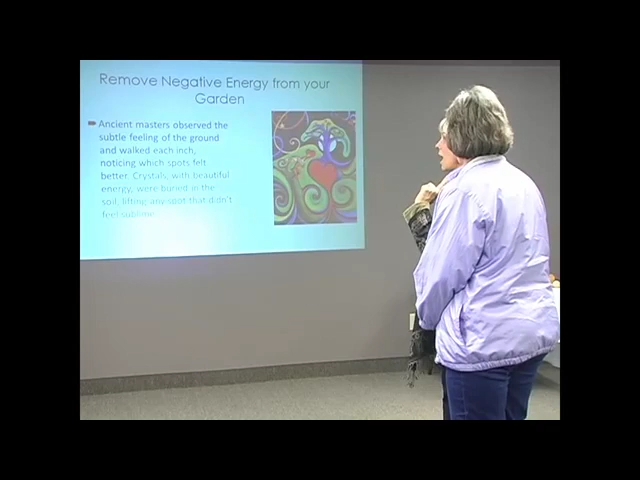 Remove Negative Energy from your
Garden
Ancient masters observed the
subtle feeling of the ground
and walked each inch,
noticing which spots felt
better. Crystals, with beautiful
energy, were buried in the
soil, lifting any spot that didn't
feel sublime.